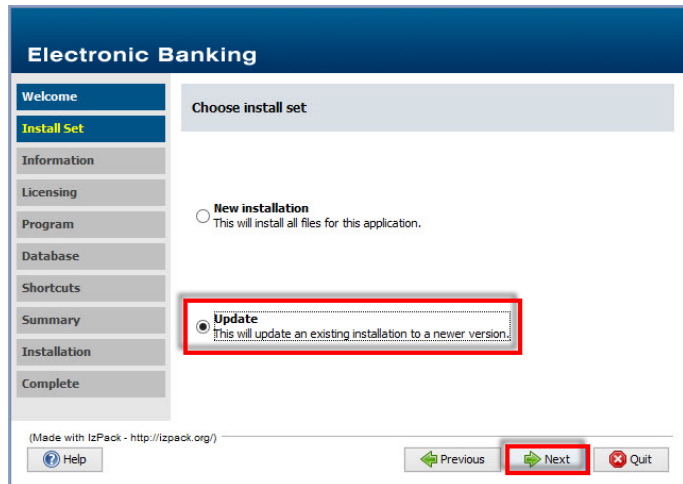 Electronic Banking
Welcome
Install Set
Information
Licensing
Program
Database
Shortcuts
Summary
Installation
Complete
Choose install set
New installation
This will install all files for this application.
Update
This will update an existing installation to a newer version.
(Made with IzPack - http://izpack.org/)
Help
Previous
Next
Quit